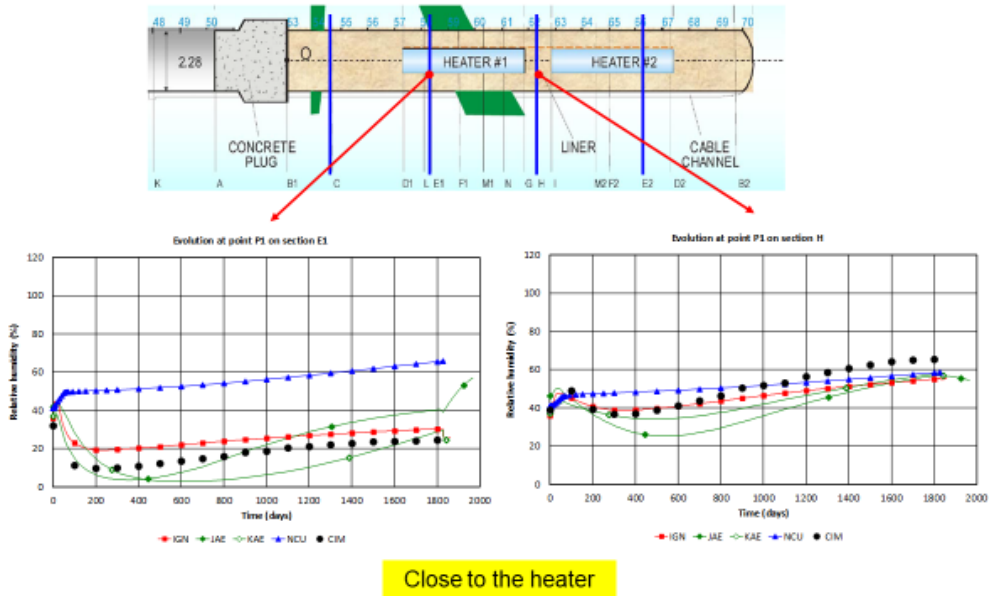 48 49 50 53 54 55 56 57 58 59 60 61 62 63 64 65 66 67 68 69 70
2.28
HEATER #1
HEATER #2
CONCRETE
PLUG
LINER
CABLE
CHANNEL
K A B1 C D1 L E1 F1 M1 N G H I M2 F2 E2 D2 B2
Evolution at point P1 on section E1
120
100
80
60
40
20
0
Relative humidity (%)
0 200 400 600 800 1000 1200 1400 1600 1800 2000
Time (days)
IGN JAE KAE NCU CIM
Evolution at point P1 on section H
120
100
80
60
40
20
0
Relative humidity (%)
0 200 400 600 800 1000 1200 1400 1600 1800 2000
Time (days)
IGN JAE KAE NCU CIM
Close to the heater